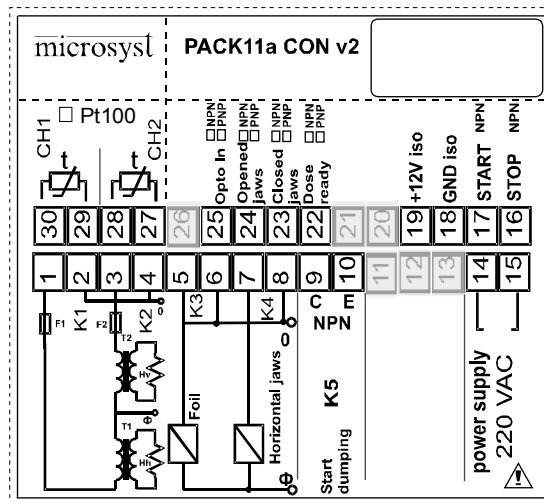 microsyst
PACK11a CON v2
Pt100
CH1
t
t
CH2
Opto In
NPN
PNP
Opened
jaws
NPN
PNP
Closed
jaws
NPN
PNP
Dose
ready
NPN
PNP
+12V iso
GND iso
START
NPN
STOP
NPN
30 29 28 27 26 25 24 23 22 21 20 19 18 17 16
1 2 3 4 5 6 7 8 9 10 11 12 13 14 15
F1
K1
F2
K2
0
K3
K4
0
C E
NPN
T2
Hv
T1
Φ
Hh
Foil
Horizontal jaws
Φ
K5
Start
dumping
power supply
220 VAC